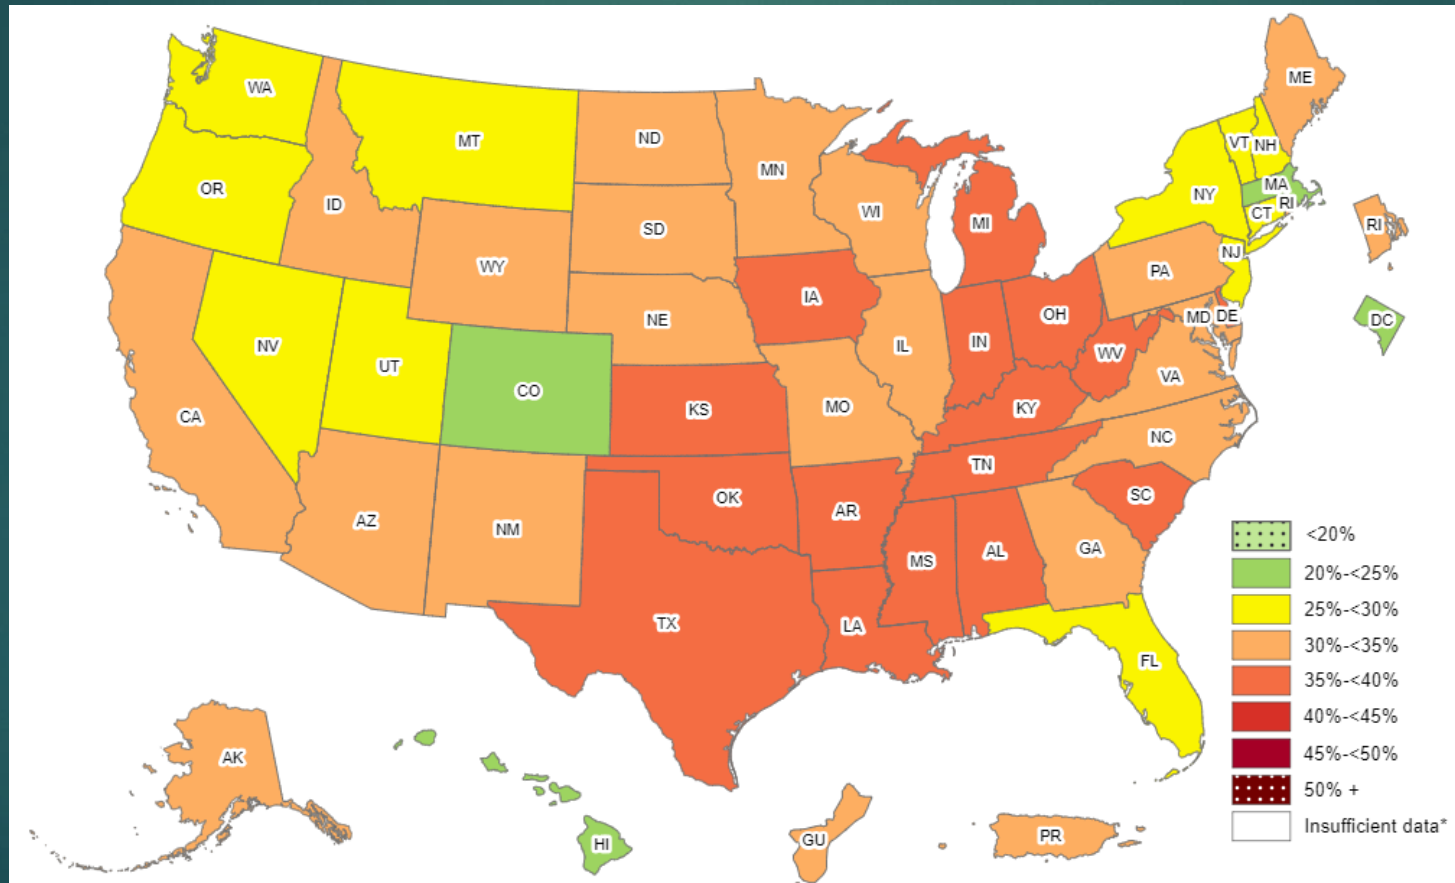 WA
MT
ND
MN
ME
VT
NH
OR
ID
WI
NY
MA
RI
CT
SD
MI
RI
WY
NJ
PA
IA
NE
OH
MD
DE
DC
NV
IL
IN
UT
WV
VA
CO
CA
KS
MO
KY
NC
TN
AZ
NM
OK
AR
SC
MS
AL
GA
TX
LA
FL
AK
HI
GU
PR
<20%
20%-<25%
25%-<30%
30%-<35%
35%-<40%
40%-<45%
45%-<50%
50% +
Insufficient data*